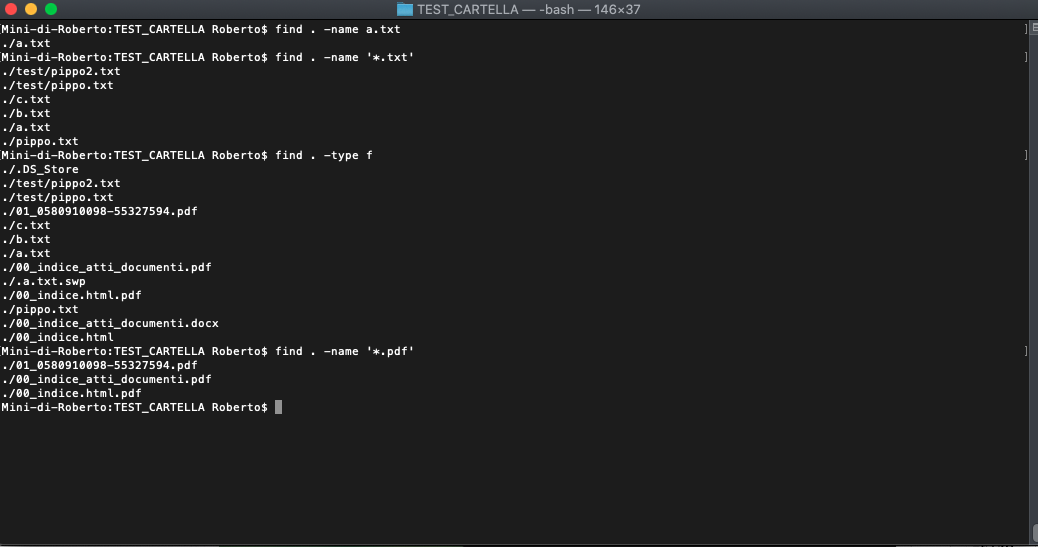 TEST_CARTELLA — -bash — 146×37
[Mini-di-Roberto:TEST_CARTELLA Roberto$ find . -name a.txt ]
./a.txt
[Mini-di-Roberto:TEST_CARTELLA Roberto$ find . -name '*.txt' ]
./test/pippo2.txt
./test/pippo.txt
./c.txt
./b.txt
./a.txt
./pippo.txt
[Mini-di-Roberto:TEST_CARTELLA Roberto$ find . -type f ]
./.DS_Store
./test/pippo2.txt
./test/pippo.txt
./01_0580910098-55327594.pdf
./c.txt
./b.txt
./a.txt
./00_indice_atti_documenti.pdf
./.a.txt.swp
./00_indice.html.pdf
./pippo.txt
./00_indice_atti_documenti.docx
./00_indice.html
[Mini-di-Roberto:TEST_CARTELLA Roberto$ find . -name '*.pdf' ]
./01_0580910098-55327594.pdf
./00_indice_atti_documenti.pdf
./00_indice.html.pdf
Mini-di-Roberto:TEST_CARTELLA Roberto$